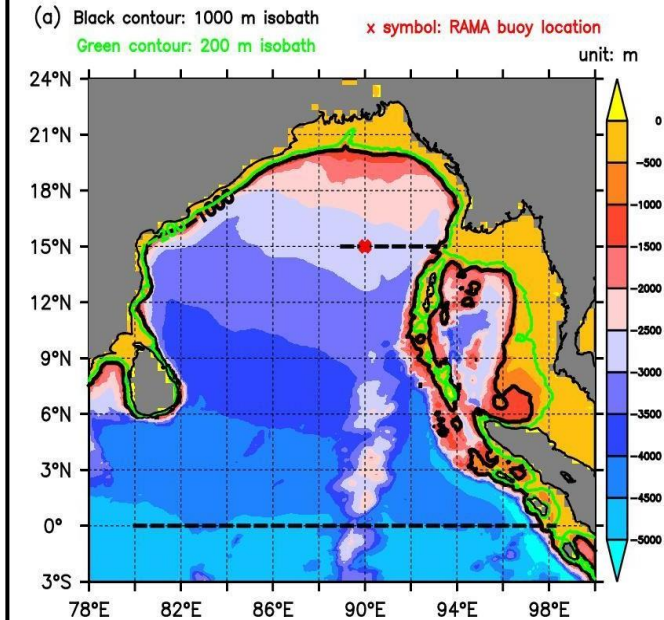 (a) Black contour: 1000 m isobath
x symbol: RAMA buoy location
Green contour: 200 m isobath
unit: m
24°N
21°N
18°N
15°N
12°N
9°N
6°N
3°N
0°
3°S
78°E 82°E 86°E 90°E 94°E 98°E
0
-500
-1000
-1500
-2000
-2500
-3000
-3500
-4000
-4500
-5000
-1000